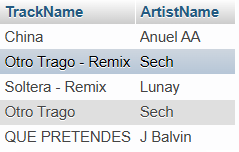 TrackName ArtistName
China Anuel AA
Otro Trago - Remix Sech
Soltera - Remix Lunay
Otro Trago Sech
QUE PRETENDES J Balvin